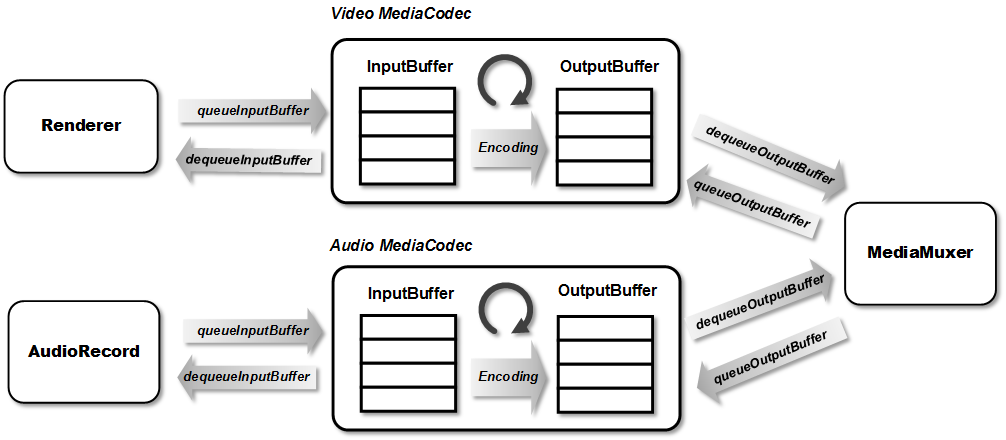 Video MediaCodec
InputBuffer
OutputBuffer
Renderer
queueInputBuffer
dequeueInputBuffer
Encoding
dequeueOutputBuffer
queueOutputBuffer
MediaMuxer
Audio MediaCodec
InputBuffer
OutputBuffer
AudioRecord
queueInputBuffer
dequeueInputBuffer
Encoding
dequeueOutputBuffer
queueOutputBuffer